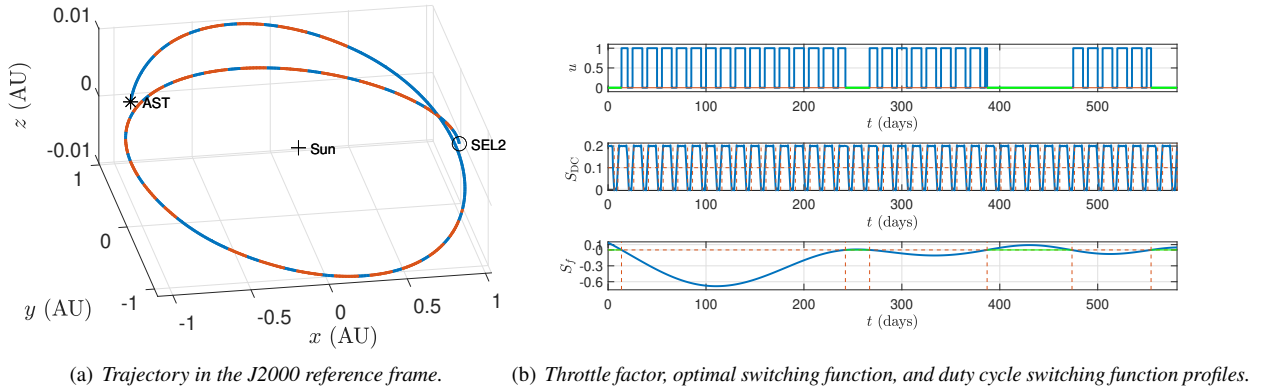 0.01
0
-0.01
z (AU)
1
0
-1
y (AU)
-1
-0.5
0
0.5
1
x (AU)
AST
Sun
SEL2
1
0.5
0
u
0
100
200
300
400
500
t (days)
0.2
0.1
0
S_DC
0
200
400
t (days)
0.1
0
-0.3
-0.6
S_f
0
100
200
300
400
500
t (days)
(a) Trajectory in the J2000 reference frame.
(b) Throttle factor, optimal switching function, and duty cycle switching function profiles.